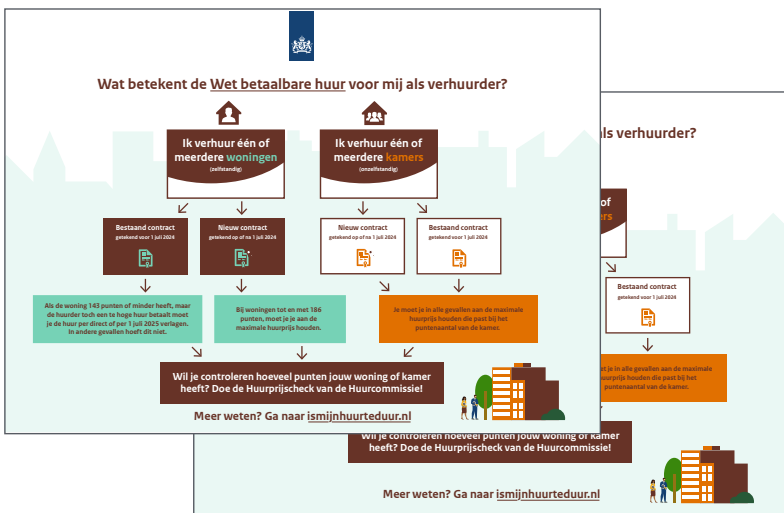 Wat betekent de Wet betaalbare huur voor mij als verhuurder?
Ik verhuur één of
meerdere woningen
(zelfstandig)
Ik verhuur één of
meerdere kamers
(onzelfstandig)
Bestaand contract
getekend voor 1 juli 2024
Nieuw contract
getekend op of na 1 juli 2024
Nieuw contract
getekend op of na 1 juli 2024
Bestaand contract
getekend voor 1 juli 2024
Als de woning 143 punten of minder heeft, maar
de huurder toch een te hoge huur betaalt moet
je de huur per direct of per 1 juli 2025 verlagen.
In andere gevallen hoeft dit niet.
Bij woningen tot en met 186
punten, moet je je aan de
maximale huurprijs houden.
Je moet je in alle gevallen aan de maximale
huurprijs houden die past bij het
puntenaantal van de kamer.
Wil je controleren hoeveel punten jouw woning of kamer
heeft? Doe de Huurprijscheck van de Huurcommissie!
Meer weten? Ga naar ismijnhuurteduur.nl
als verhuurder?
of
ers
Bestaand contract
getekend voor 1 juli 2024
je in alle gevallen aan de maximale
uurprijs houden die past bij het
puntenaantal van de kamer.
Wil je controleren hoeveel punten jouw woning of kamer
heeft? Doe de Huurprijscheck van de Huurcommissie!
Meer weten? Ga naar ismijnhuurteduur.nl